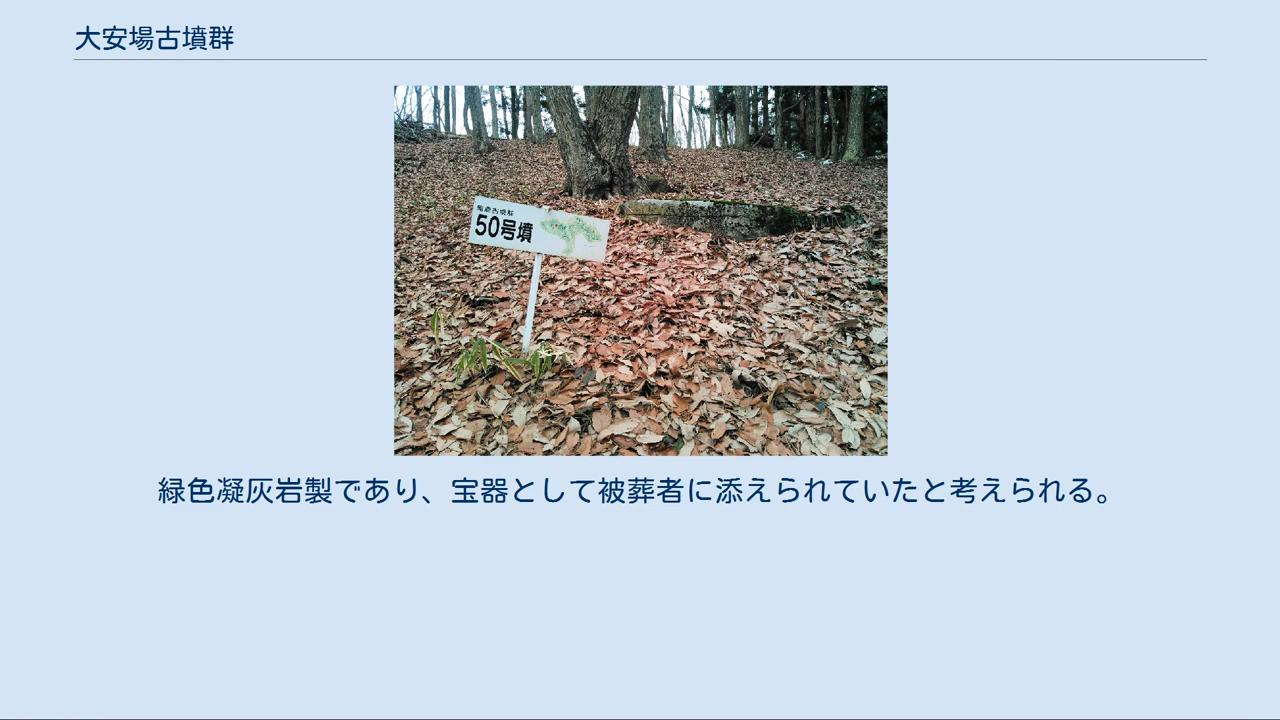 大安場古墳群
50号墳
緑色凝灰岩製であり、宝器として被葬者に添えられていたと考えられる。